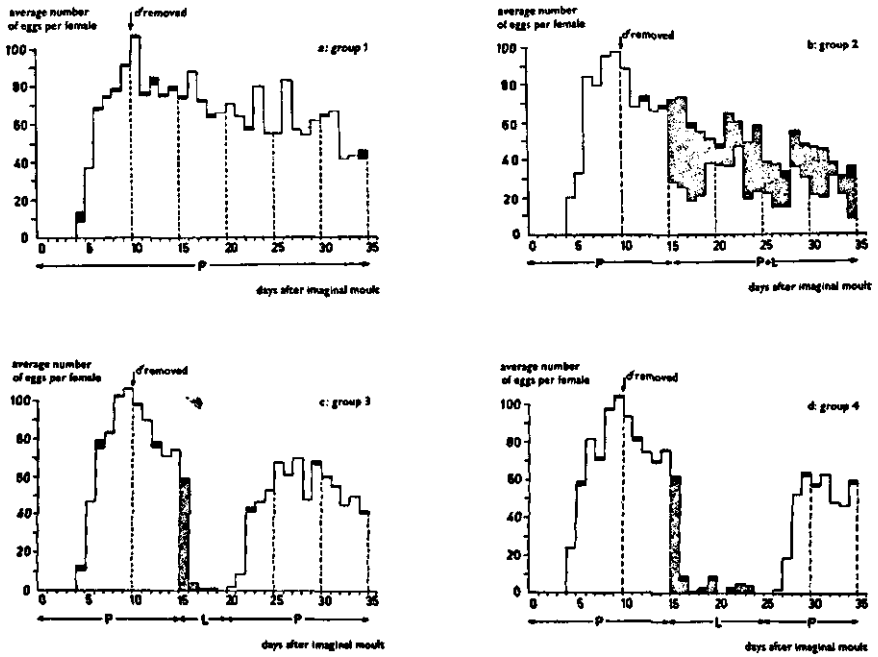 average number
of eggs per female
♂removed
a: group 1
100
80
60
40
20
0
0 5 10 15 20 25 30 35
P
days after imaginal moult
average number
of eggs per female
♂removed
b: group 2
100
80
60
40
20
0
0 5 10 15 20 25 30 35
P P+L
days after imaginal moult
average number
of eggs per female
♂removed
c: group 3
100
80
60
40
20
0
0 5 10 15 20 25 30 35
P L P
days after imaginal moult
average number
of eggs per female
♂removed
d: group 4
100
80
60
40
20
0
0 5 10 15 20 25 30 35
P L P
days after imaginal moult